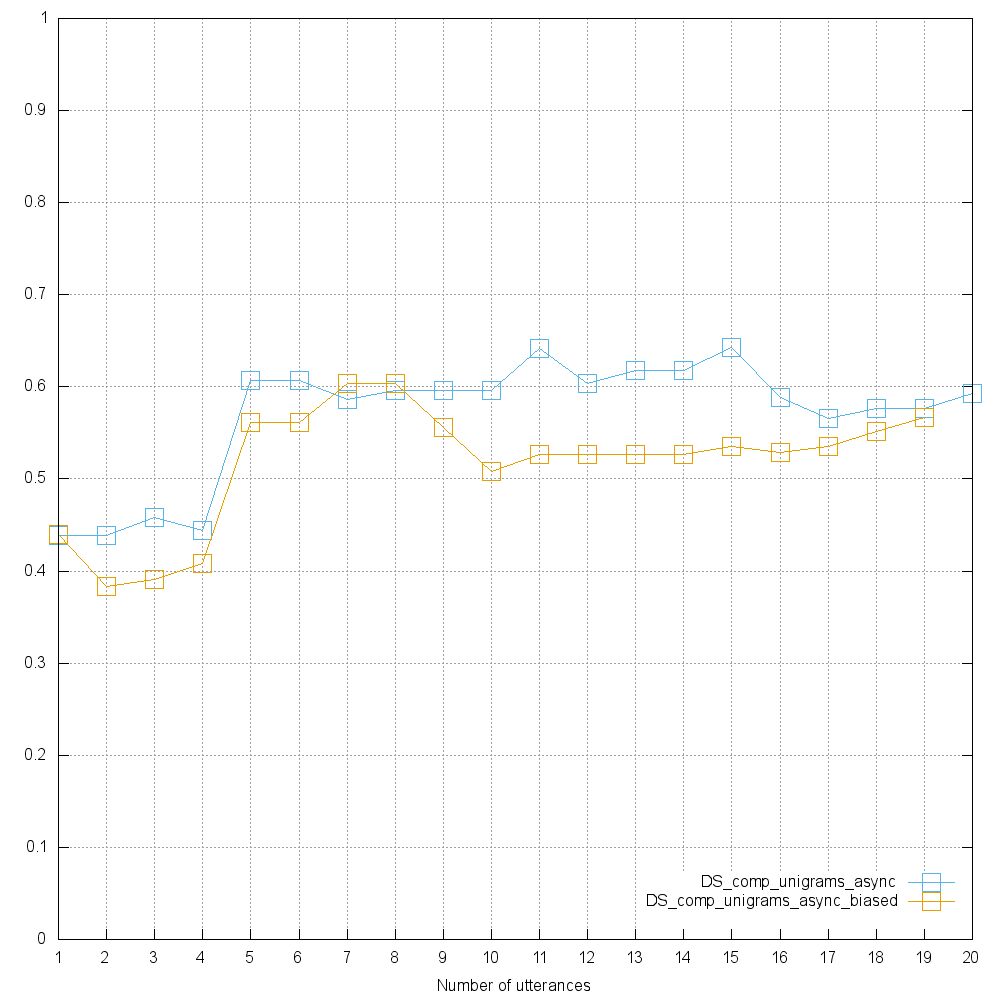 1
0.9
0.8
0.7
0.6
0.5
0.4
0.3
0.2
0.1
0
DS_comp_unigrams_async
DS_comp_unigrams_async_biased
1 2 3 4 5 6 7 8 9 10 11 12 13 14 15 16 17 18 19 20
Number of utterances